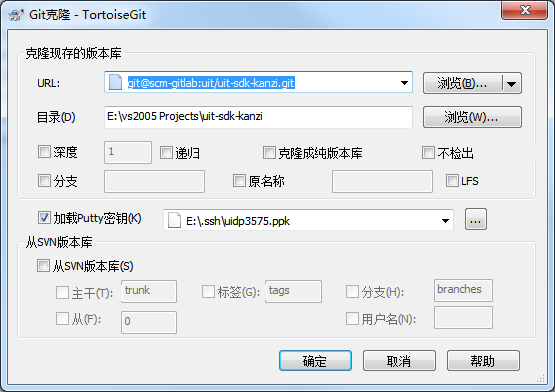 Git克隆 - TortoiseGit
克隆现存的版本库
URL: git@scm-gitlab:uit/uit-sdk-kanzi.git 浏览(B)...
目录(D) E:\vs2005 Projects\uit-sdk-kanzi 浏览(W)...
深度 1 递归 克隆成纯版本库 不检出
分支 原名称 LFS
加载Putty密钥(K) E:\.ssh\uidp3575.ppk ...
从SVN版本库
从SVN版本库(S)
主干(T): trunk 标签(G): tags 分支(H): branches
从(F): 0 用户名(N):
确定 取消 帮助